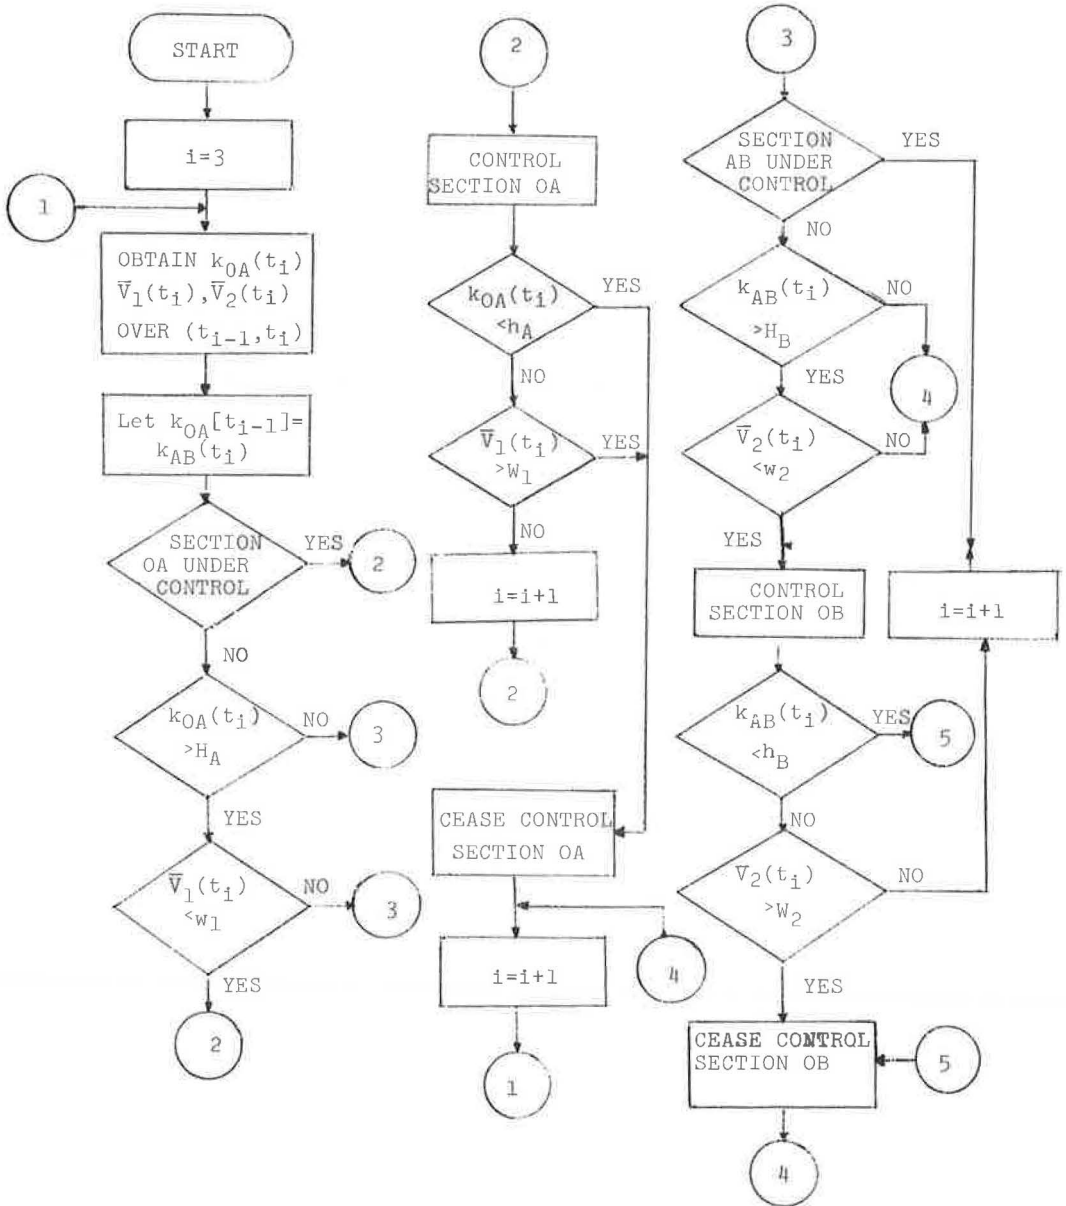 START
i=3
1
OBTAIN k_OA(t_i)
V̅_1(t_i),V̅_2(t_i)
OVER (t_i-1,t_i)
Let k_OA[t_i-1]=
k_AB(t_i)
SECTION
OA UNDER
CONTROL
YES
2
NO
k_OA(t_i)
>H_A
NO
3
YES
V̅_1(t_i)
<w_1
NO
3
YES
2
2
CONTROL
SECTION OA
k_OA(t_i)
<h_A
YES
NO
V̅_1(t_i)
>W_1
YES
NO
i=i+1
2
CEASE CONTROL
SECTION OA
4
i=i+1
1
3
SECTION
AB UNDER
CONTROL
YES
NO
k_AB(t_i)
>H_B
NO
4
YES
V̅_2(t_i)
<w_2
NO
YES
CONTROL
SECTION OB
i=i+1
k_AB(t_i)
<h_B
YES
5
NO
V̅_2(t_i)
>W_2
NO
YES
CEASE CONTROL
SECTION OB
5
4